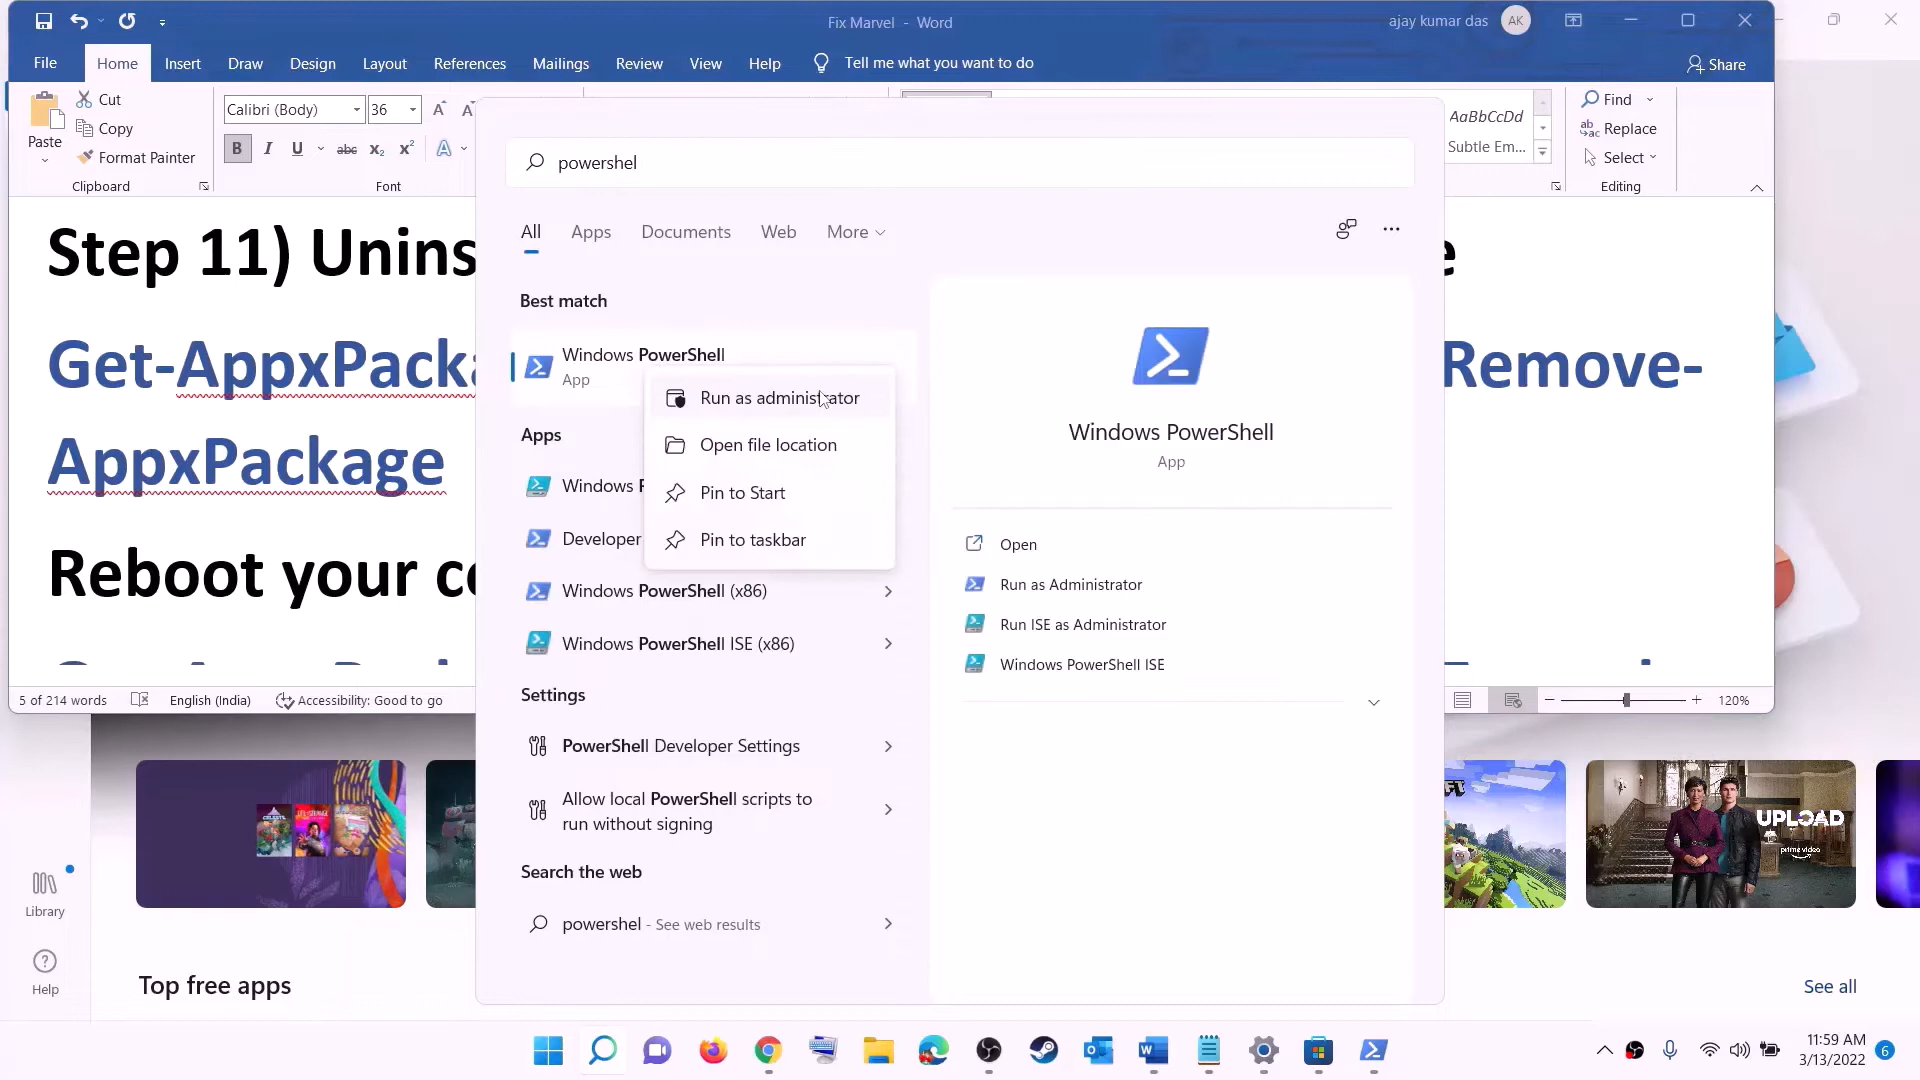 Fix Marvel - Word
ajay kumar das
AK
File
Home
Insert
Draw
Design
Layout
References
Mailings
Review
View
Help
Tell me what you want to do
Share
Paste
Cut
Copy
Format Painter
Clipboard
Calibri (Body)
36
Font
AaBbCcDd
Subtle Em...
Find
Replace
Select
Editing
Step 11) Unins
e
Get-AppxPacka
Remove-
AppxPackage
Reboot your co
powershel
All
Apps
Documents
Web
More
Best match
Windows PowerShell
App
Run as administrator
Open file location
Pin to Start
Pin to taskbar
Apps
Windows P
Developer
Windows PowerShell (x86)
Windows PowerShell ISE (x86)
Settings
PowerShell Developer Settings
Allow local PowerShell scripts to
run without signing
Search the web
powershel - See web results
Windows PowerShell
App
Open
Run as Administrator
Run ISE as Administrator
Windows PowerShell ISE
5 of 214 words
English (India)
Accessibility: Good to go
120%
CELESTE
UPLOAD
prime video
Library
Help
Top free apps
See all
11:59 AM
3/13/2022
6